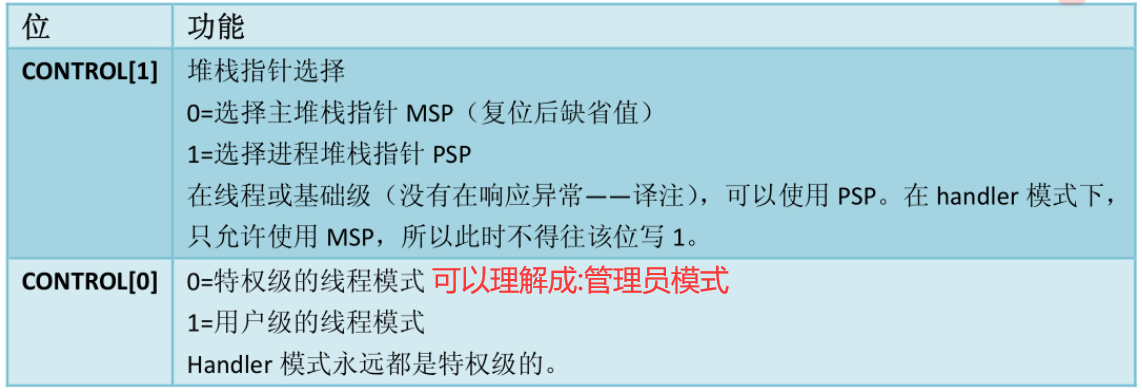 位 功能
CONTROL[1] 堆栈指针选择
0=选择主堆栈指针 MSP（复位后缺省值）
1=选择进程堆栈指针 PSP
在线程或基础级（没有在响应异常——译注），可以使用 PSP。在 handler 模式下，
只允许使用 MSP，所以此时不得往该位写 1。
CONTROL[0] 0=特权级的线程模式 可以理解成:管理员模式
1=用户级的线程模式
Handler 模式永远都是特权级的。